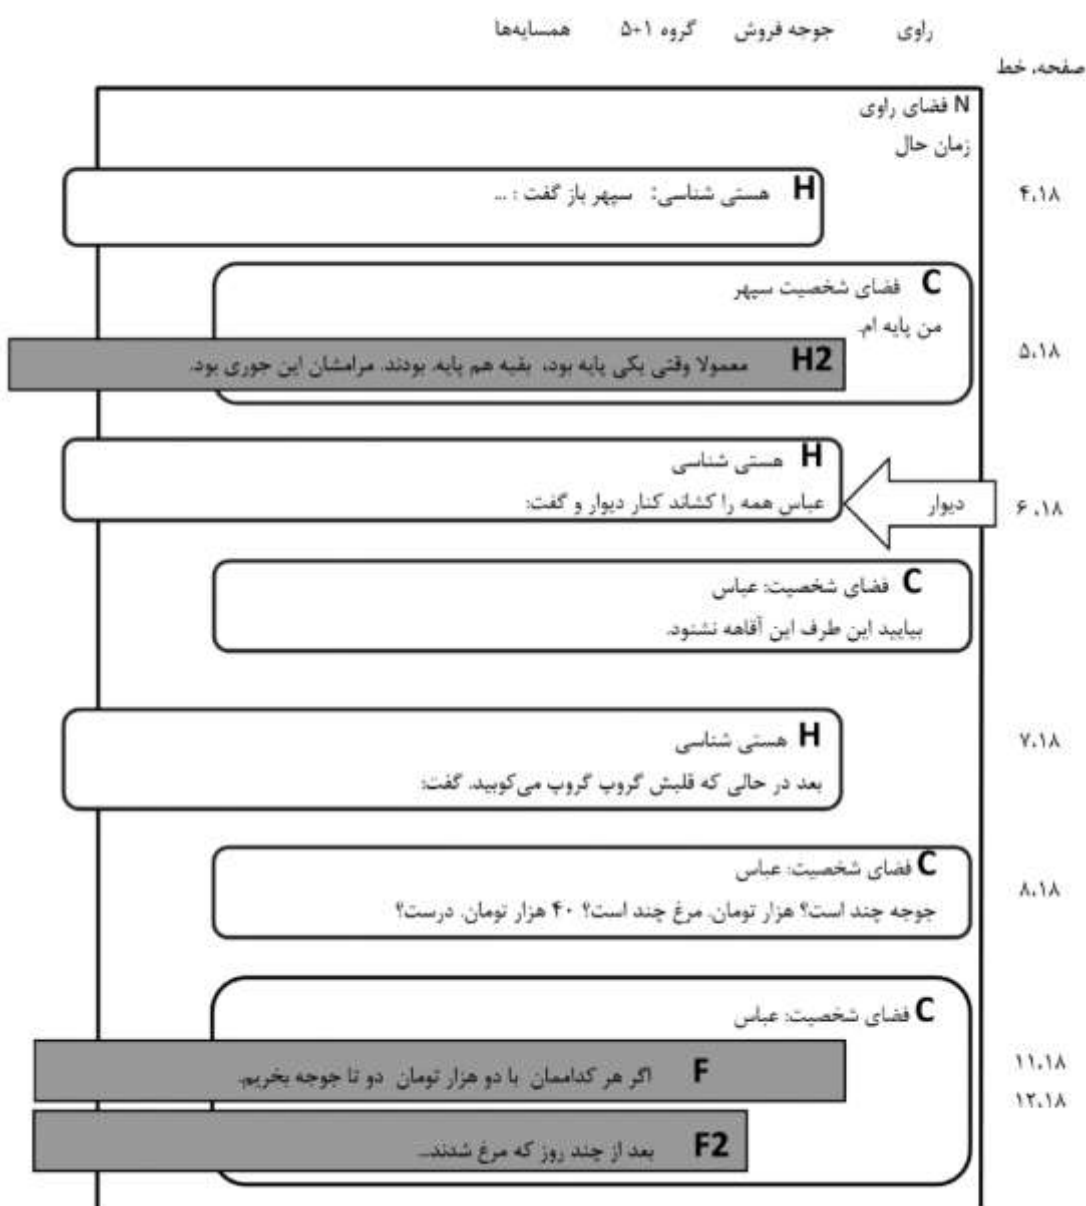 راوی جوجه فروش گروه ۱+۵ همسایه‌ها
صفحه، خط
N فضای راوی
زمان حال
H هستی شناسی: سپهر باز گفت : ...
۴،۱۸
C فضای شخصیت سپهر
من پایه ام.
H2 معمولا وقتی یکی پایه بود، بقیه هم پایه. بودند. مرامشان این جوری بود.
۵،۱۸
H هستی شناسی
عباس همه را کشاند کنار دیوار و گفت:
دیوار
۶ ،۱۸
C فضای شخصیت: عباس
بیایید این طرف این آقاهه نشنود.
H هستی شناسی
۷،۱۸
بعد در حالی که قلبش گروپ گروپ می‌کوبید. گفت:
C فضای شخصیت: عباس
۸،۱۸
جوجه چند است؟ هزار تومان. مرغ چند است؟ ۴۰ هزار تومان. درست؟
C فضای شخصیت: عباس
F اگر هر کداممان با دو هزار تومان دو تا جوجه بخریم.
۱۱،۱۸
۱۲،۱۸
F2 بعد از چند روز که مرغ شدند...